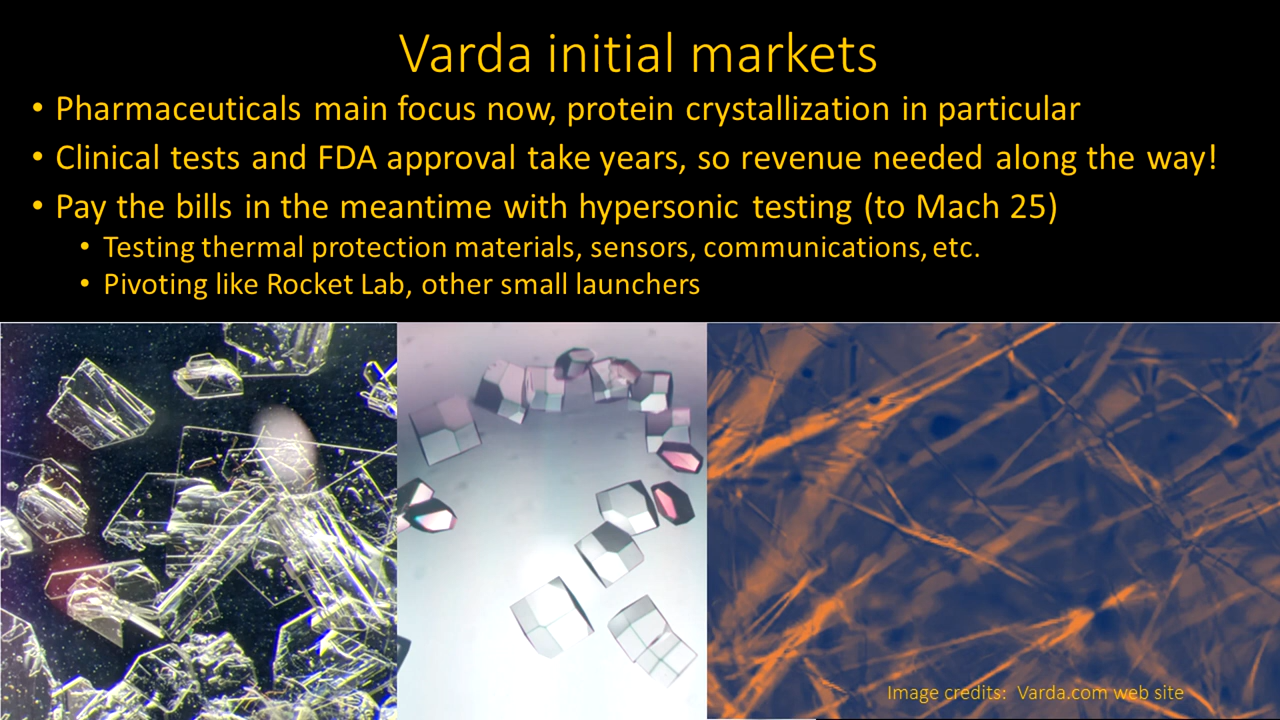 Varda initial markets
• Pharmaceuticals main focus now, protein crystallization in particular
• Clinical tests and FDA approval take years, so revenue needed along the way!
• Pay the bills in the meantime with hypersonic testing (to Mach 25)
• Testing thermal protection materials, sensors, communications, etc.
• Pivoting like Rocket Lab, other small launchers
Image credits: Varda.com web site